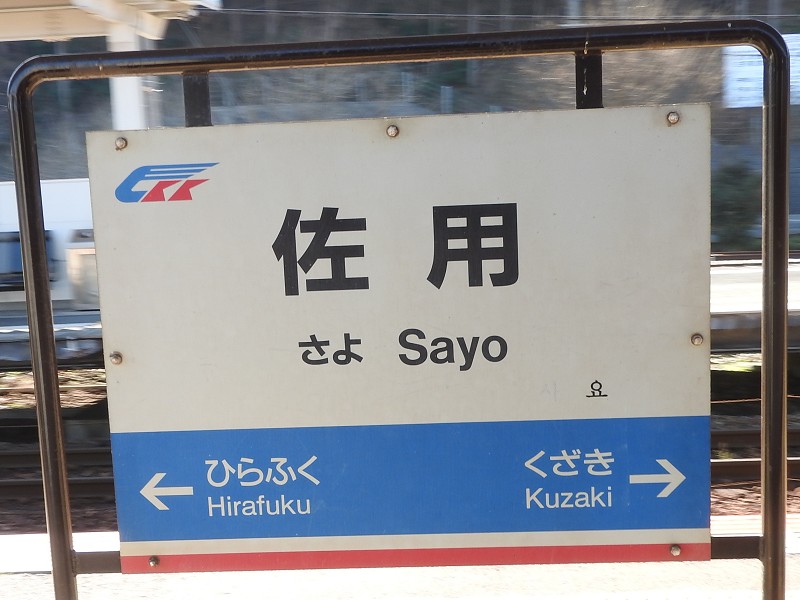 佐用
さよ Sayo
← ひらふく
Hirafuku
くざき →
Kuzaki